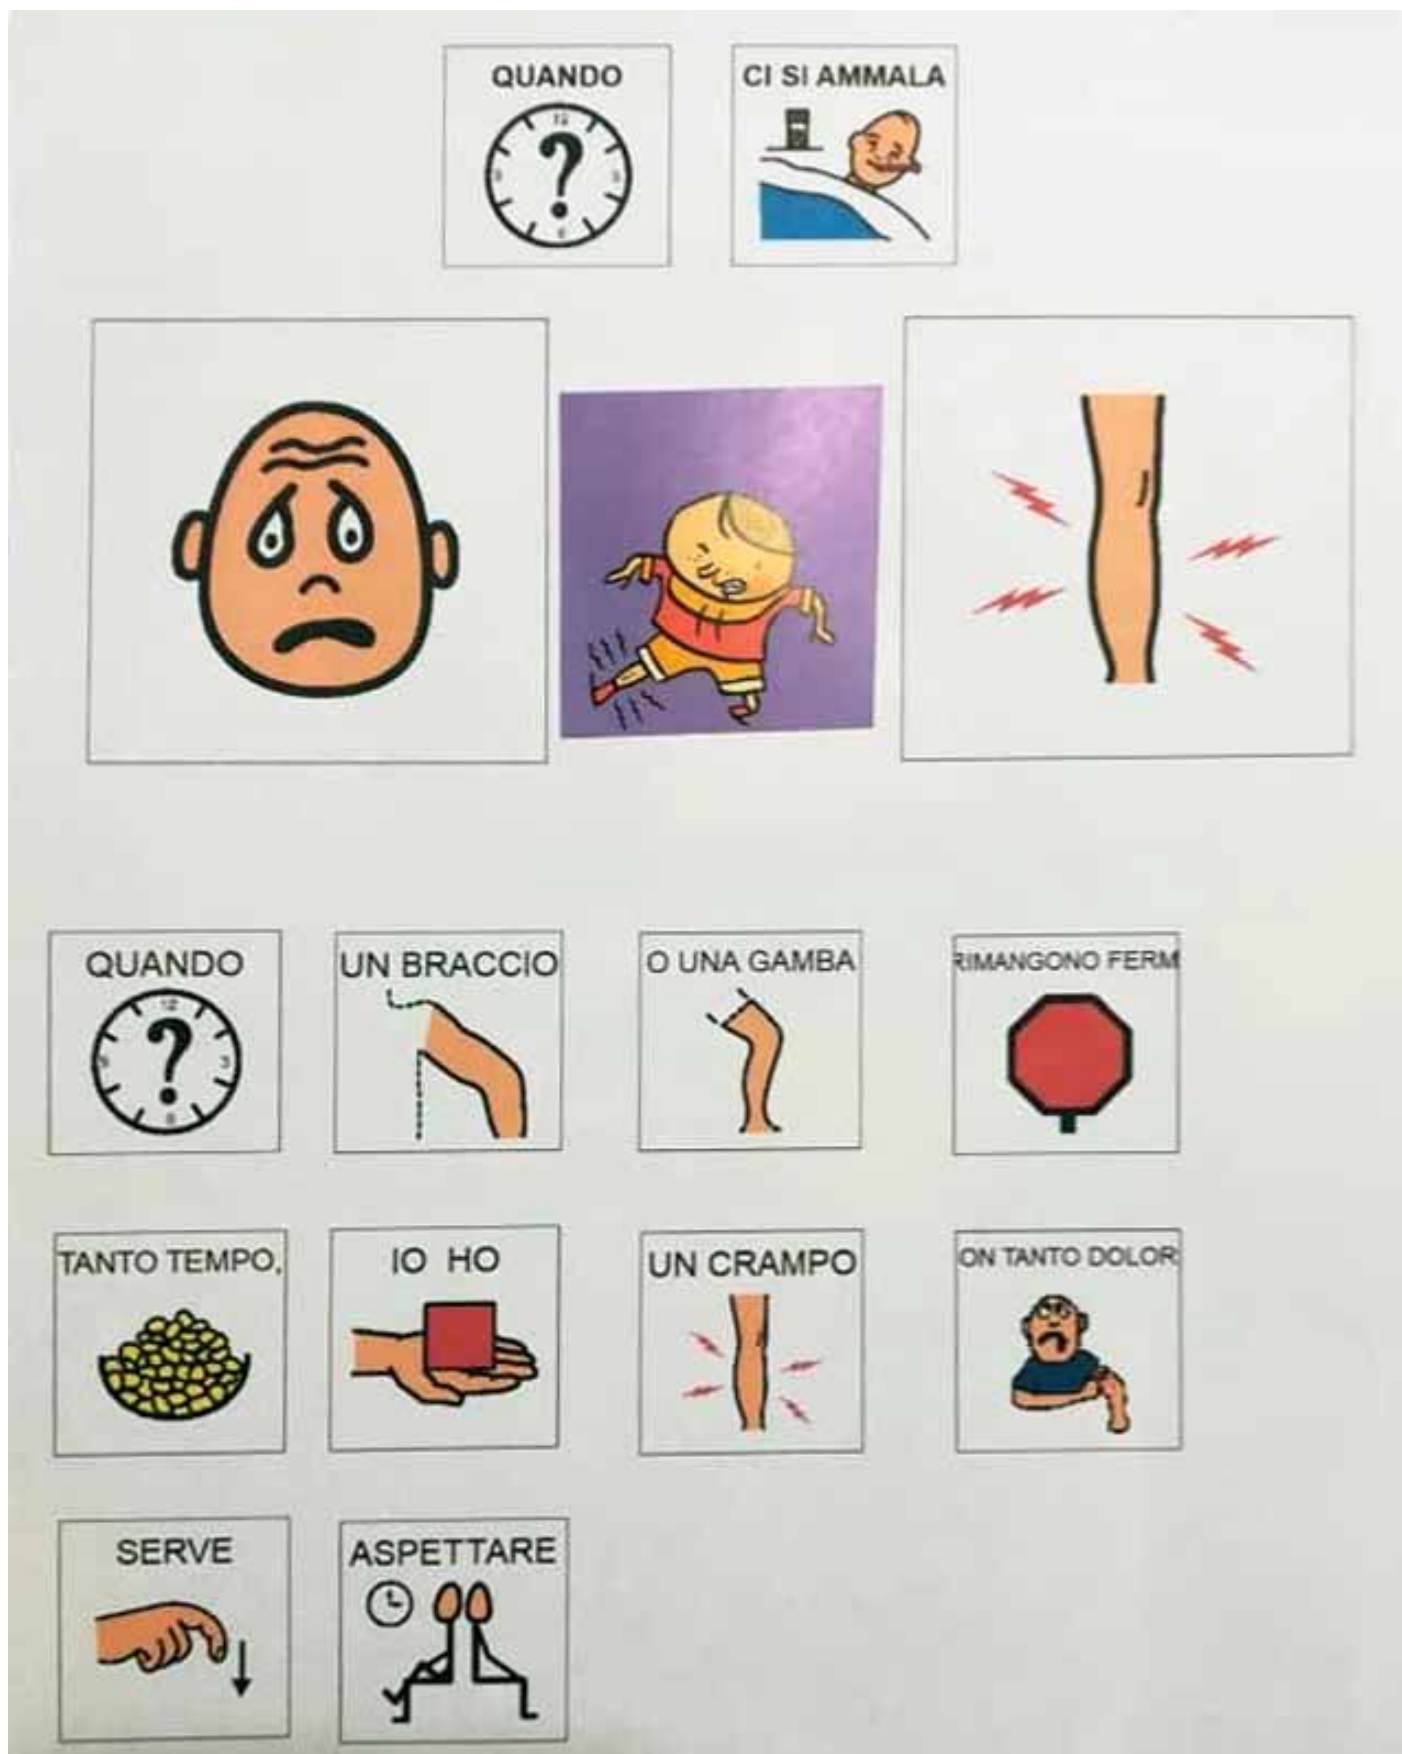 QUANDO
CI SI AMMALA
QUANDO
UN BRACCIO
O UNA GAMBA
RIMANGONO FERM
TANTO TEMPO,
IO HO
UN CRAMPO
ON TANTO DOLOR
SERVE
ASPETTARE